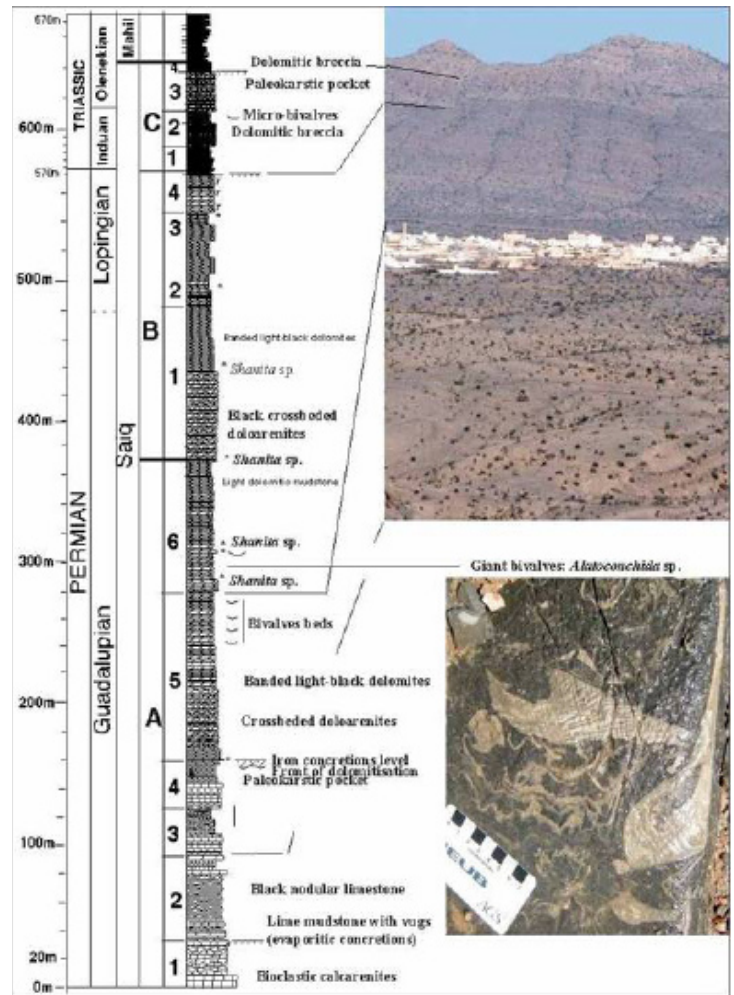 670m
Mahil
Olenekian
TRIASSIC
4
Dolomitic breccia
3
Paleokarstic pocket
600m
C
2
Micro-bivalves
Dolomitic breccia
Induan
1
570m
4
Lopingian
3
500m
2
B
Banded light-black dolomites
1
Shanita sp.
400m
Black crossbeded
doloarenites
Saiq
Shanita sp.
Light dolomitic mudstone
PERMIAN
6
Shanita sp.
300m
Giant bivalves: Alatoconchida sp.
Shanita sp.
Bivalves beds
Guadalupian
5
Banded light-black dolomites
200m
A
Crossbeded doloarenites
Iron concretions level
Front of dolomitisation
4
Paleokarstic pocket
3
100m
2
Black nodular limestone
Lime mudstone with vugs
(evaporitic concretions)
20m
1
Bioclastic calcarenites
0m
AGS